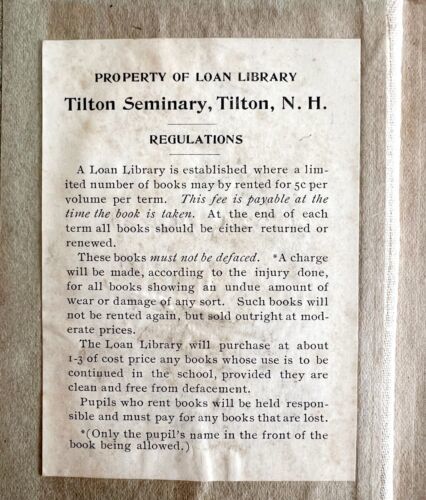 PROPERTY OF LOAN LIBRARY
Tilton Seminary, Tilton, N. H.
REGULATIONS
A Loan Library is established where a lim-
ited number of books may by rented for 5c per
volume per term. This fee is payable at the
time the book is taken. At the end of each
term all books should be either returned or
renewed.
These books must not be defaced. *A charge
will be made, according to the injury done,
for all books showing an undue amount of
wear or damage of any sort. Such books will
not be rented again, but sold outright at mod-
erate prices.
The Loan Library will purchase at about
1-3 of cost price any books whose use is to be
continued in the school, provided they are
clean and free from defacement.
Pupils who rent books will be held respon-
sible and must pay for any books that are lost.
*(Only the pupil's name in the front of the
book being allowed.)